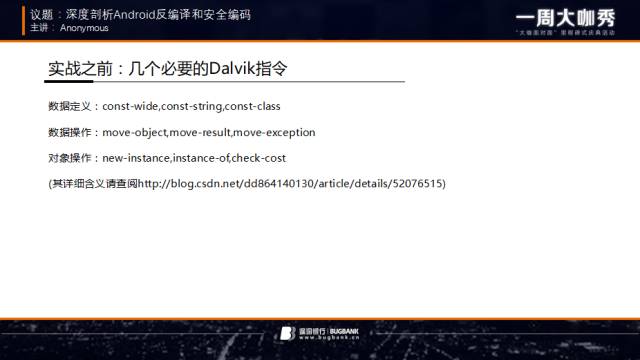 议题：深度剖析Android反编译和安全编码
主讲： Anonymous
一周大咖秀
"大咖面对面"里程碑式庆典活动
实战之前：几个必要的Dalvik指令
数据定义：const-wide,const-string,const-class
数据操作：move-object,move-result,move-exception
对象操作：new-instance,instance-of,check-cost
(其详细含义请查阅http://blog.csdn.net/dd864140130/article/details/52076515)
漏洞银行 | BUGBANK
www.bugbank.cn